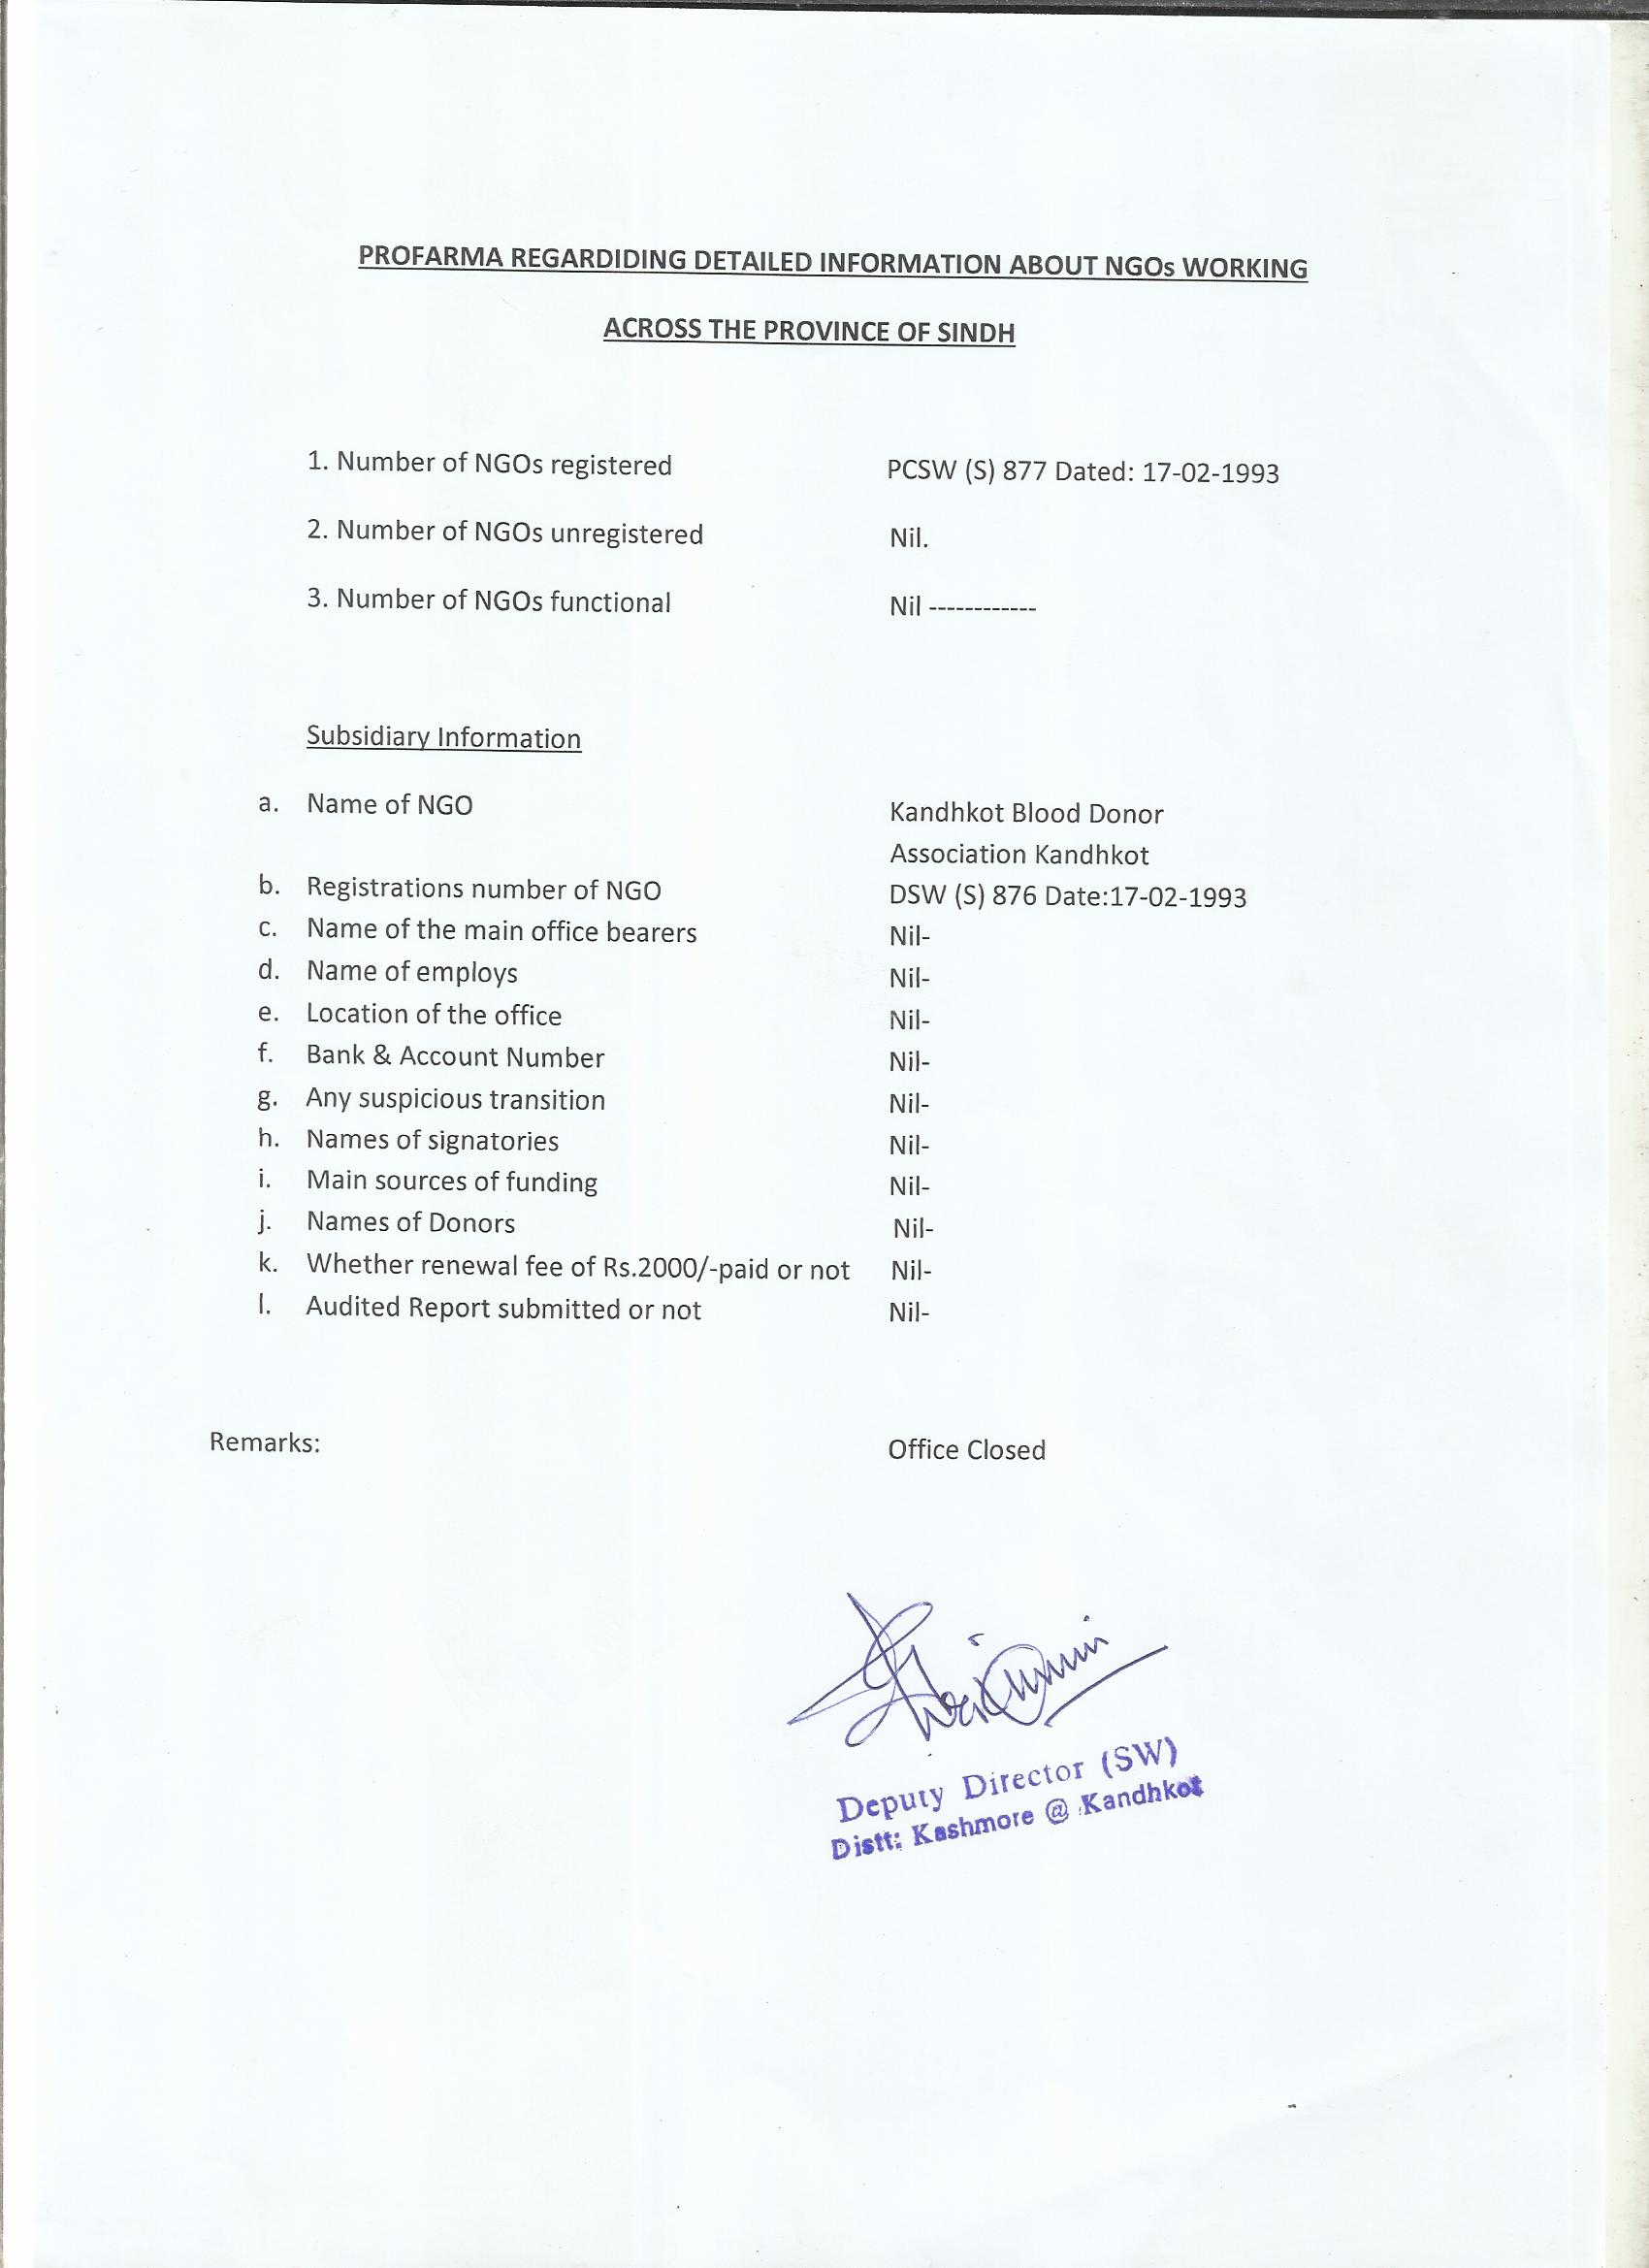 PROFARMA REGARDIDING DETAILED INFORMATION ABOUT NGOs WORKING
ACROSS THE PROVINCE OF SINDH
1. Number of NGOs registered PCSW (S) 877 Dated: 17-02-1993
2. Number of NGOs unregistered Nil.
3. Number of NGOs functional Nil ------------
Subsidiary Information
a. Name of NGO Kandhkot Blood Donor
Association Kandhkot
b. Registrations number of NGO DSW (S) 876 Date:17-02-1993
c. Name of the main office bearers Nil-
d. Name of employs Nil-
e. Location of the office Nil-
f. Bank & Account Number Nil-
g. Any suspicious transition Nil-
h. Names of signatories Nil-
i. Main sources of funding Nil-
j. Names of Donors Nil-
k. Whether renewal fee of Rs.2000/-paid or not Nil-
l. Audited Report submitted or not Nil-
Remarks: Office Closed
Deputy Director (SW)
Distt: Kashmore @ Kandhkot